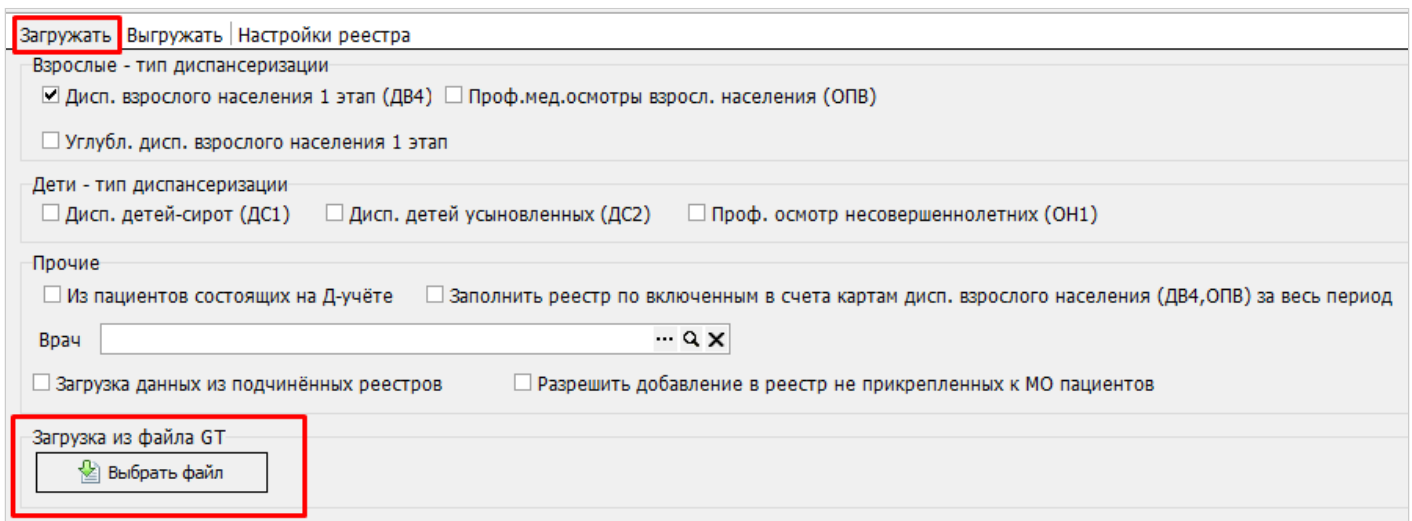 Загружать Выгружать Настройки реестра
Взрослые - тип диспансеризации
Дисп. взрослого населения 1 этап (ДВ4) Проф.мед.осмотры взросл. населения (ОПВ)
Углубл. дисп. взрослого населения 1 этап
Дети - тип диспансеризации
Дисп. детей-сирот (ДС1) Дисп. детей усыновленных (ДС2) Проф. осмотр несовершеннолетних (ОН1)
Прочие
Из пациентов состоящих на Д-учёте Заполнить реестр по включенным в счета картам дисп. взрослого населения (ДВ4,ОПВ) за весь период
Врач
Загрузка данных из подчинённых реестров Разрешить добавление в реестр не прикрепленных к МО пациентов
Загрузка из файла GT
Выбрать файл